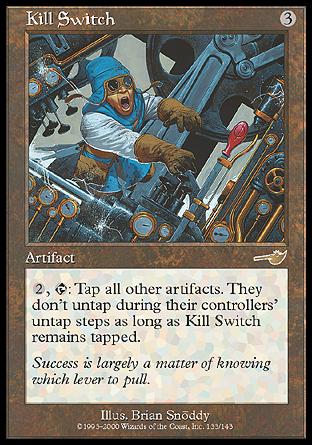 Kill Switch 3
Artifact
2, : Tap all other artifacts. They
don't untap during their controllers'
untap steps as long as Kill Switch
remains tapped.
Success is largely a matter of knowing
which lever to pull.
Illus. Brian Snōddy
©1993-2000 Wizards of the Coast, Inc. 133/143